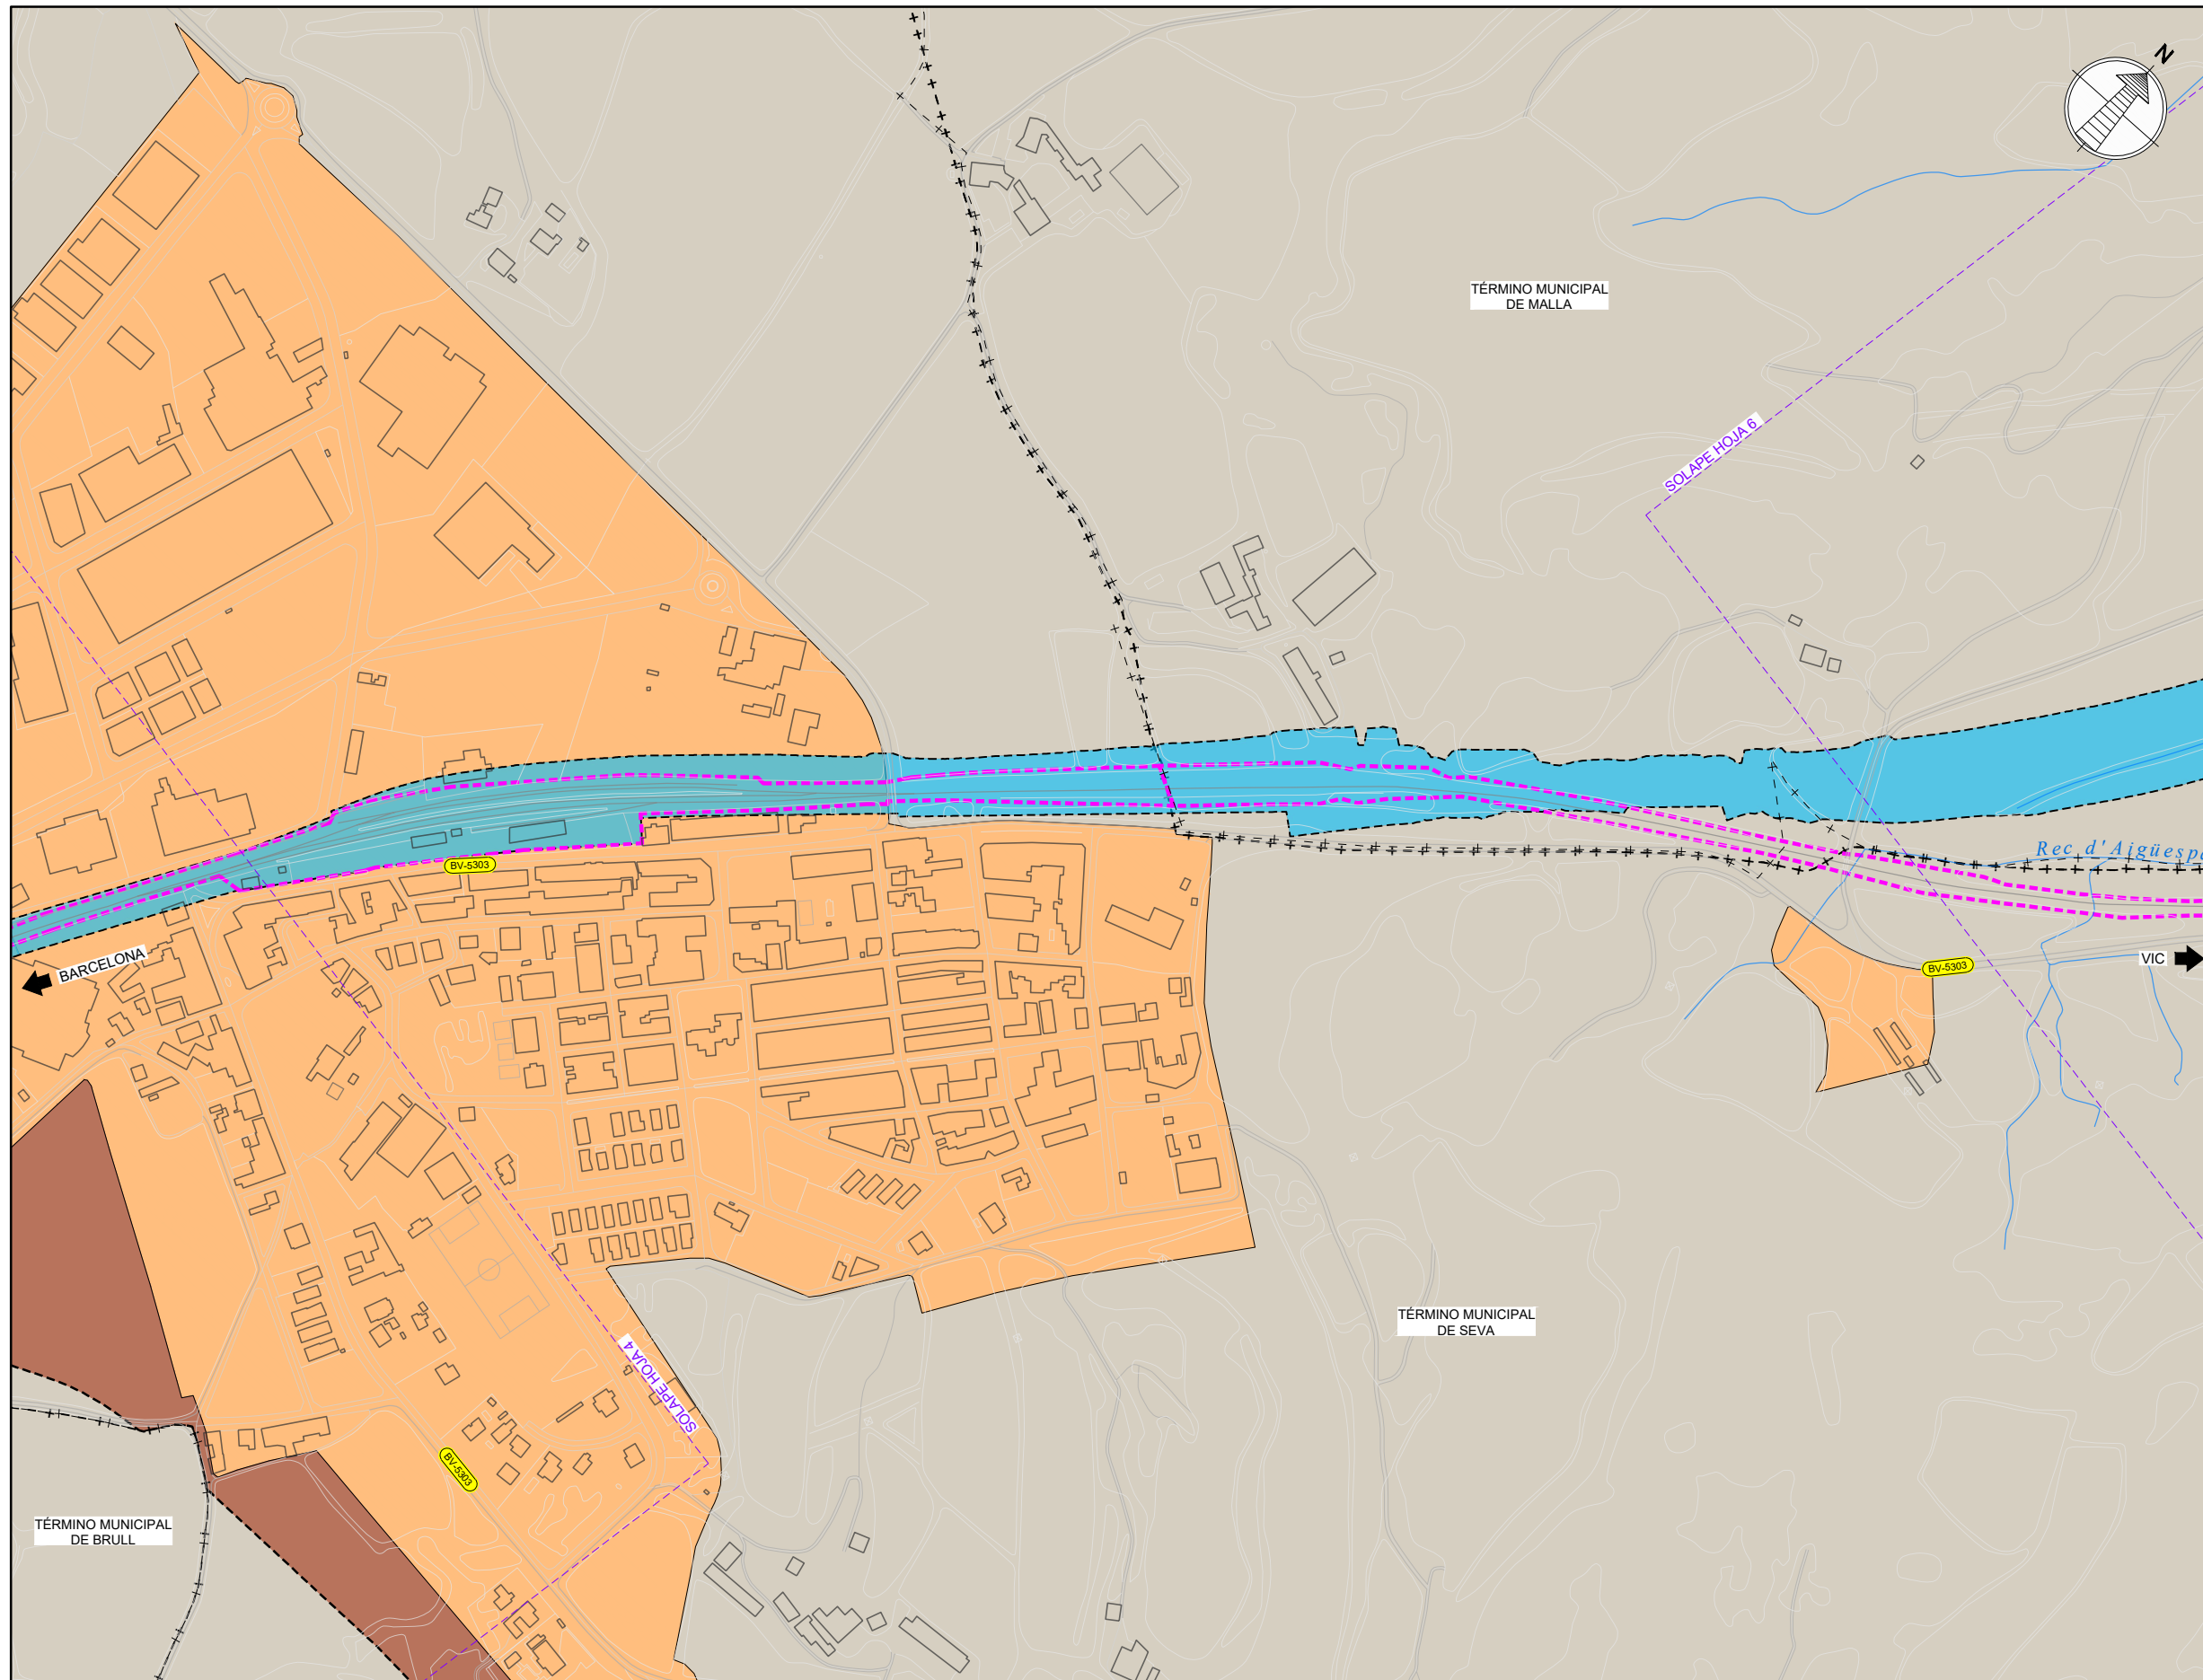 N
TÉRMINO MUNICIPAL
DE MALLA
SOLAPE HOJA 6
BV-5303
Rec d'Aigüespa
BARCELONA
BV-5303
VIC
TÉRMINO MUNICIPAL
DE SEVA
SOLAPE HOJA 4
BV-5303
TÉRMINO MUNICIPAL
DE BRULL